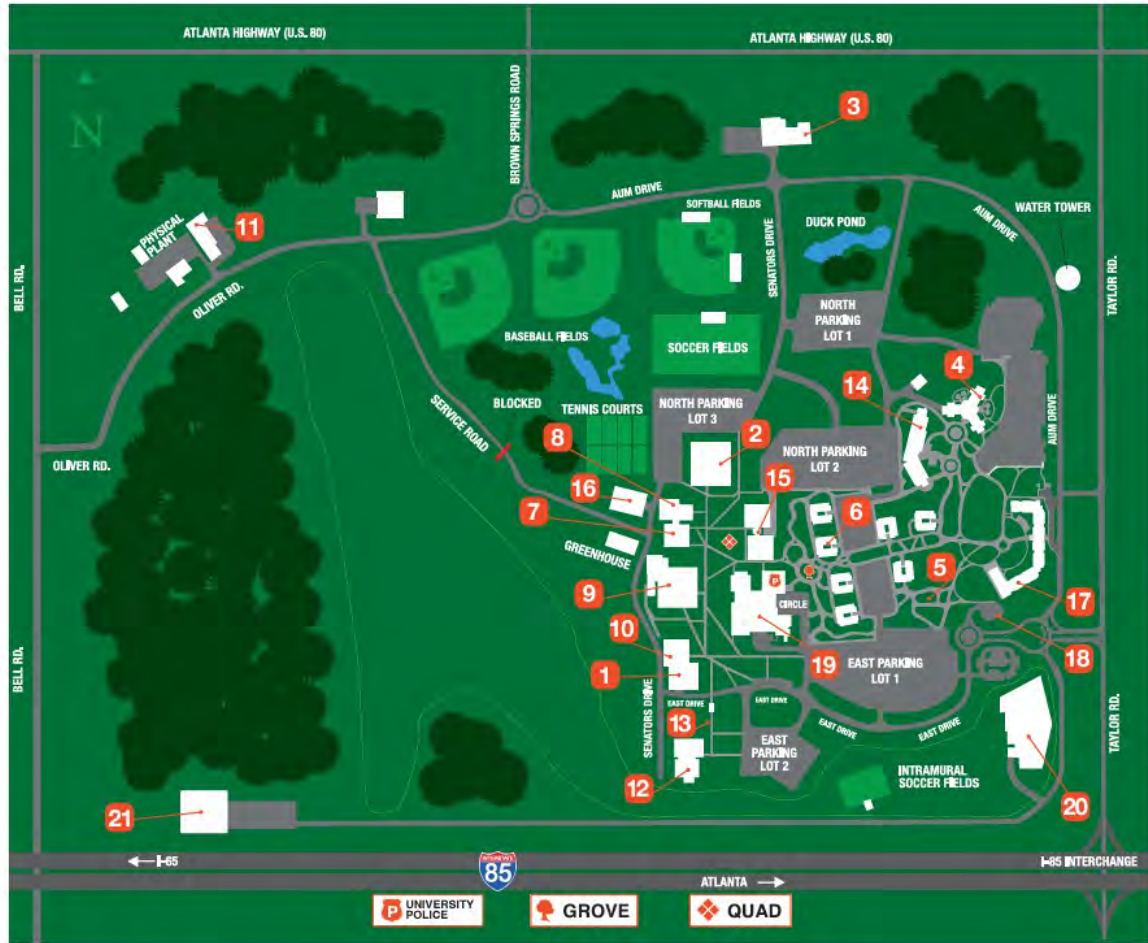 ATLANTA HIGHWAY (U.S. 80)
ATLANTA HIGHWAY (U.S. 80)
N
BROWN SPRINGS ROAD
3
AUM DRIVE
SOFTBALL FIELDS
DUCK POND
AUM DRIVE
WATER TOWER
PHYSICAL
PLANT
11
SENATORS DRIVE
BELL RD.
OLIVER RD.
TAYLOR RD.
NORTH
PARKING
LOT 1
BASEBALL FIELDS
SOCCER FIELDS
4
14
SERVICE ROAD
BLOCKED
TENNIS COURTS
NORTH PARKING
LOT 3
AUM DRIVE
8
2
NORTH PARKING
LOT 2
OLIVER RD.
15
16
7
6
GREENHOUSE
5
9
P
CIRCLE
17
10
18
19
EAST PARKING
LOT 1
1
BELL RD.
SENATORS DRIVE
EAST DRIVE
EAST DRIVE
TAYLOR RD.
13
EAST DRIVE
EAST DRIVE
EAST
PARKING
LOT 2
12
INTRAMURAL
SOCCER FIELDS
20
21
I-65
INTERSTATE
85
I-85 INTERCHANGE
ATLANTA
P
UNIVERSITY
POLICE
GROVE
QUAD